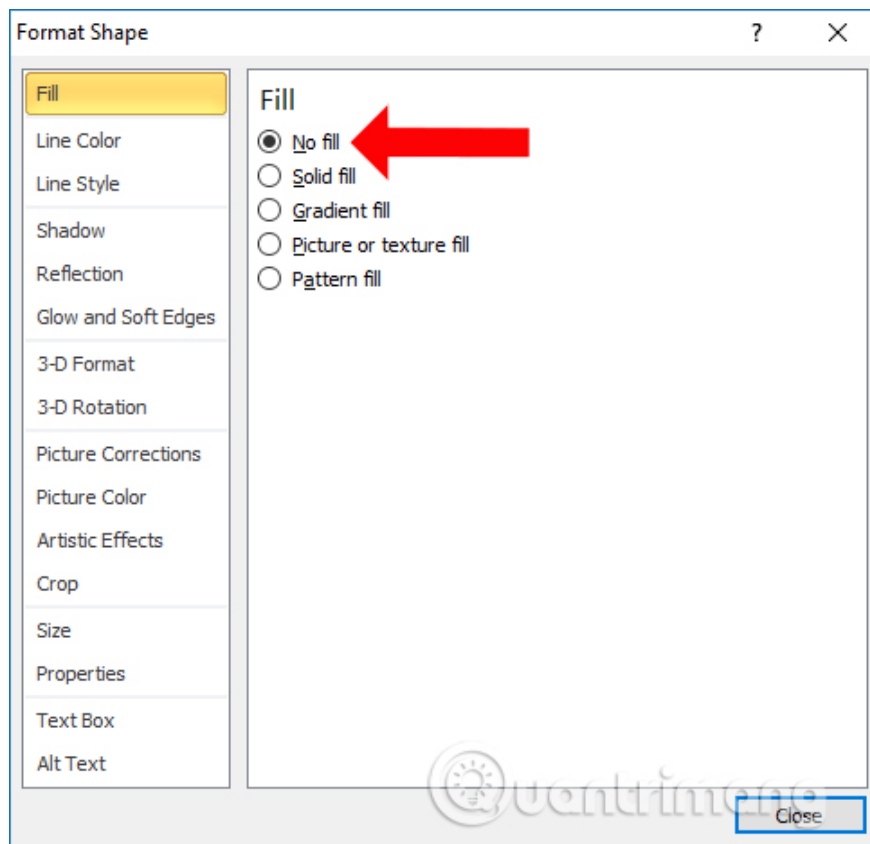 Format Shape
?
Fill
Line Color
Line Style
Shadow
Reflection
Glow and Soft Edges
3-D Format
3-D Rotation
Picture Corrections
Picture Color
Artistic Effects
Crop
Size
Properties
Text Box
Alt Text
Fill
No fill
Solid fill
Gradient fill
Picture or texture fill
Pattern fill
Quantrimang
Close